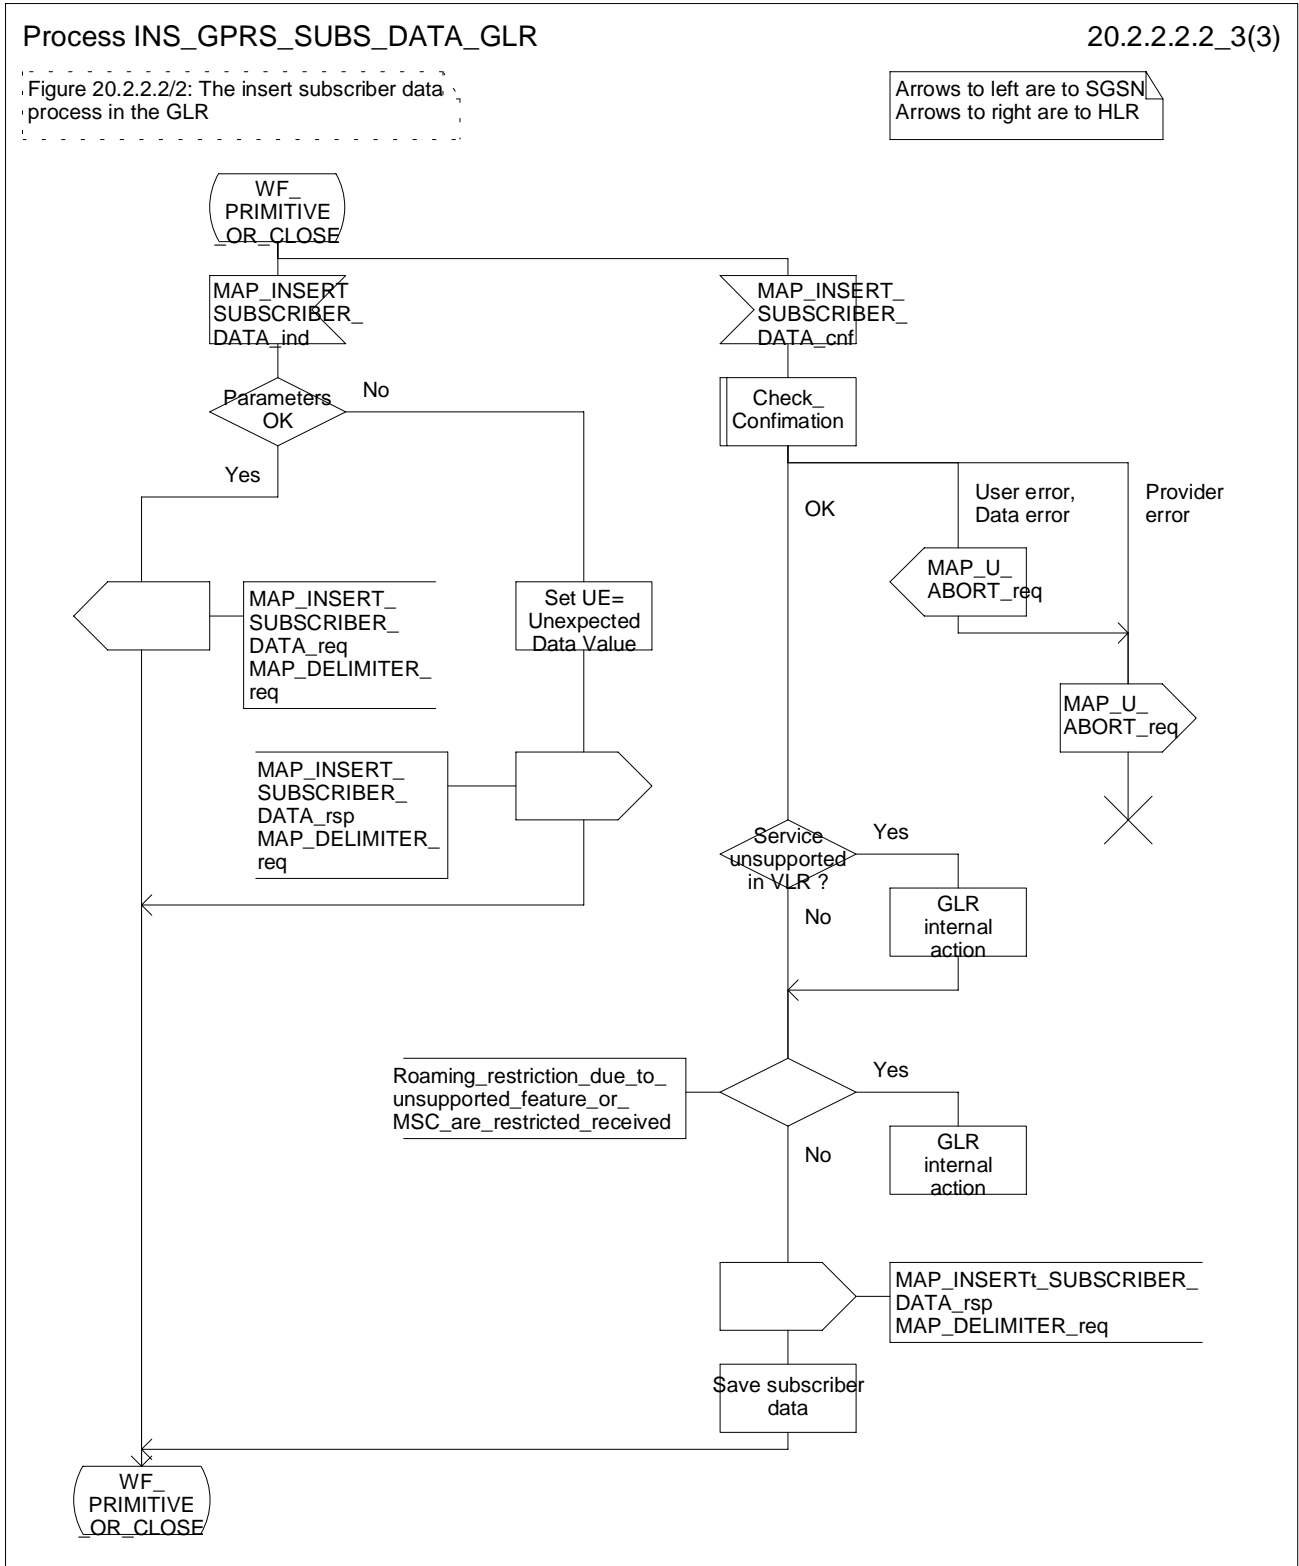 Process INS_GPRS_SUBS_DATA_GLR
20.2.2.2.2_3(3)
Figure 20.2.2.2/2: The insert subscriber data
process in the GLR
Arrows to left are to SGSN
Arrows to right are to HLR
WF_
PRIMITIVE
_OR_CLOSE
MAP_INSERT
SUBSCRIBER_
DATA_ind
MAP_INSERT_
SUBSCRIBER_
DATA_cnf
Parameters
OK
No
Yes
Check_
Confimation
OK
User error,
Data error
Provider
error
MAP_U_
ABORT_req
MAP_INSERT_
SUBSCRIBER_
DATA_req
MAP_DELIMITER_
req
Set UE=
Unexpected
Data Value
MAP_U_
ABORT_req
MAP_INSERT_
SUBSCRIBER_
DATA_rsp
MAP_DELIMITER_
req
Service
unsupported
in VLR ?
Yes
No
GLR
internal
action
Roaming_restriction_due_to_
unsupported_feature_or_
MSC_are_restricted_received
Yes
No
GLR
internal
action
MAP_INSERTt_SUBSCRIBER_
DATA_rsp
MAP_DELIMITER_req
Save subscriber
data
WF_
PRIMITIVE
_OR_CLOSE